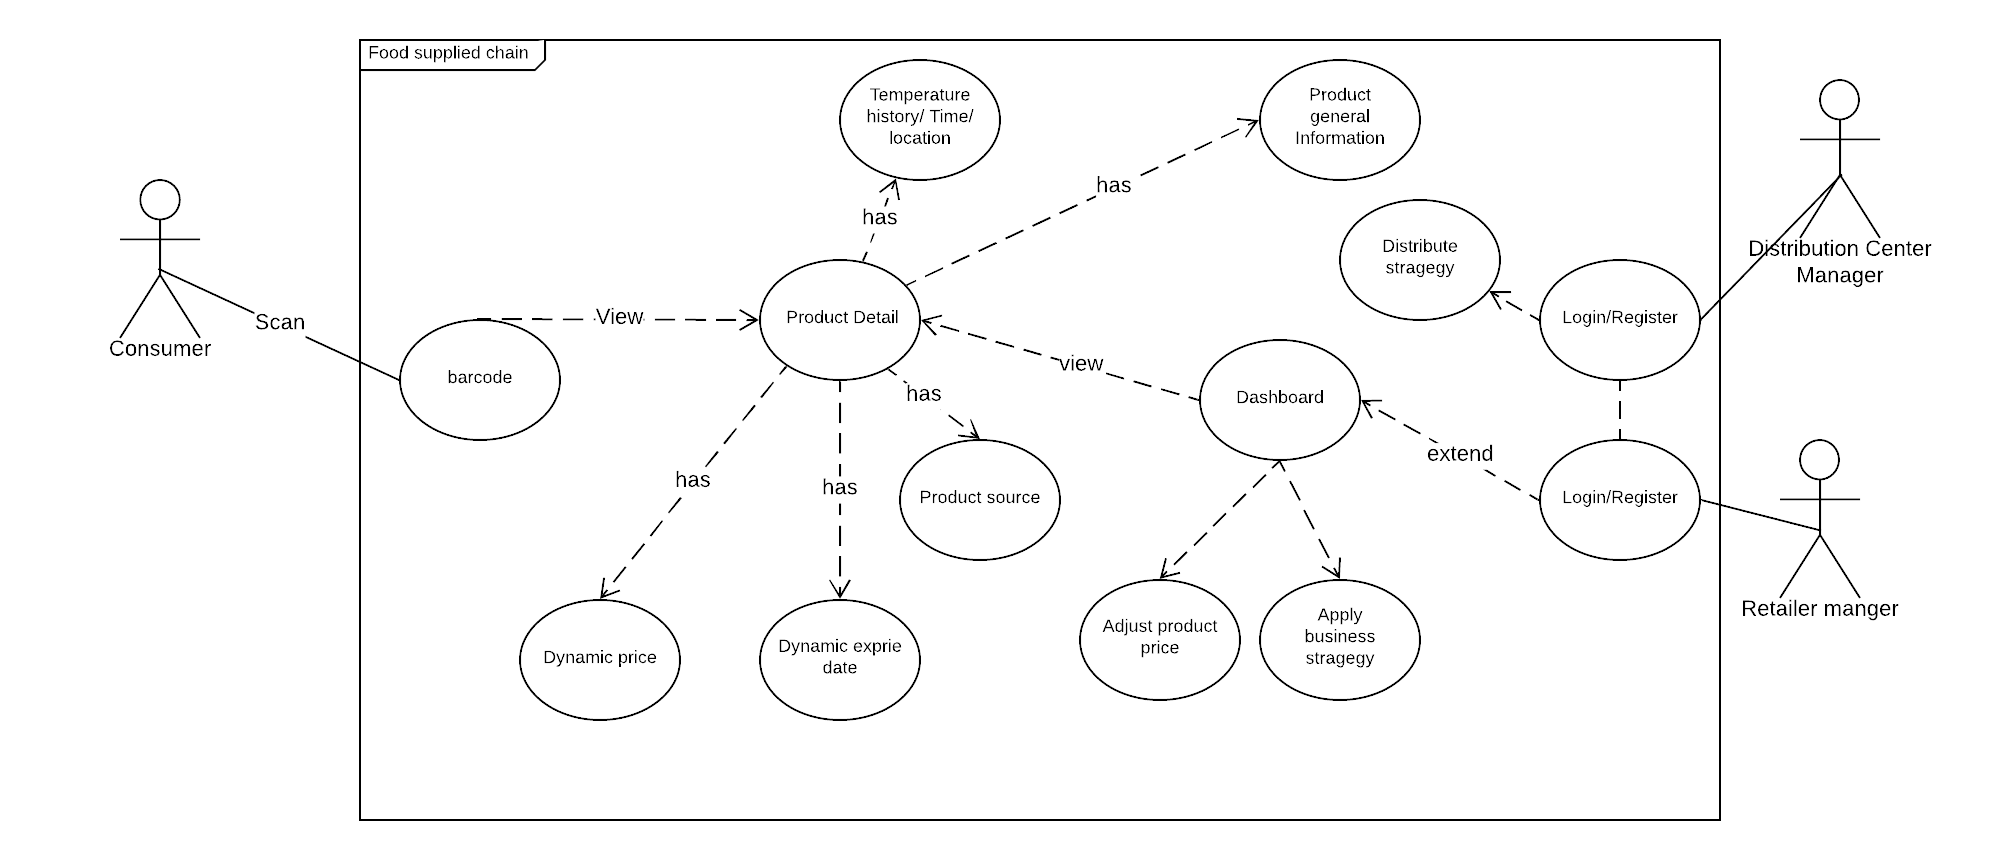 Food supplied chain
Temperature
history/ Time/
location
Product
general
Information
has
has
Distribute
stragegy
Distribution Center
Manager
Scan
View
Product Detail
Login/Register
Consumer
view
barcode
has
Dashboard
extend
has
has
Product source
Login/Register
Adjust product
price
Apply
business
stragegy
Retailer manger
Dynamic price
Dynamic exprie
date